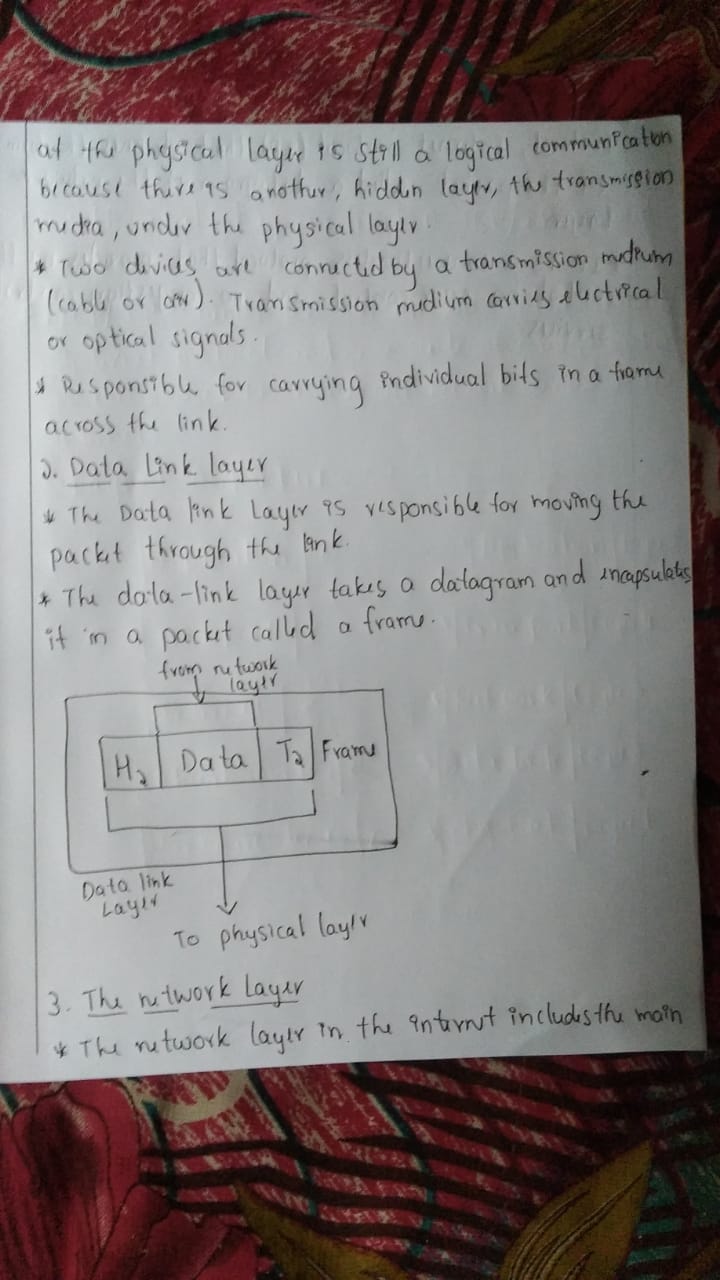 at the physical layer is still a logical communication
because there is another, hidden layer, the transmission
media, under the physical layer.
* Two devices are connected by a transmission medium
(cable or air). Transmission medium carries electrical
or optical signals.
* Responsible for carrying individual bits in a frame
across the link.
2. Data Link layer
* The Data link Layer is responsible for moving the
packet through the link.
* The data-link layer takes a datagram and encapsulates
it in a packet called a frame.
from network
layer
H2 Data T2 Frame
Data link
Layer
To physical layer
3. The network Layer
* The network layer in the internet includes the main